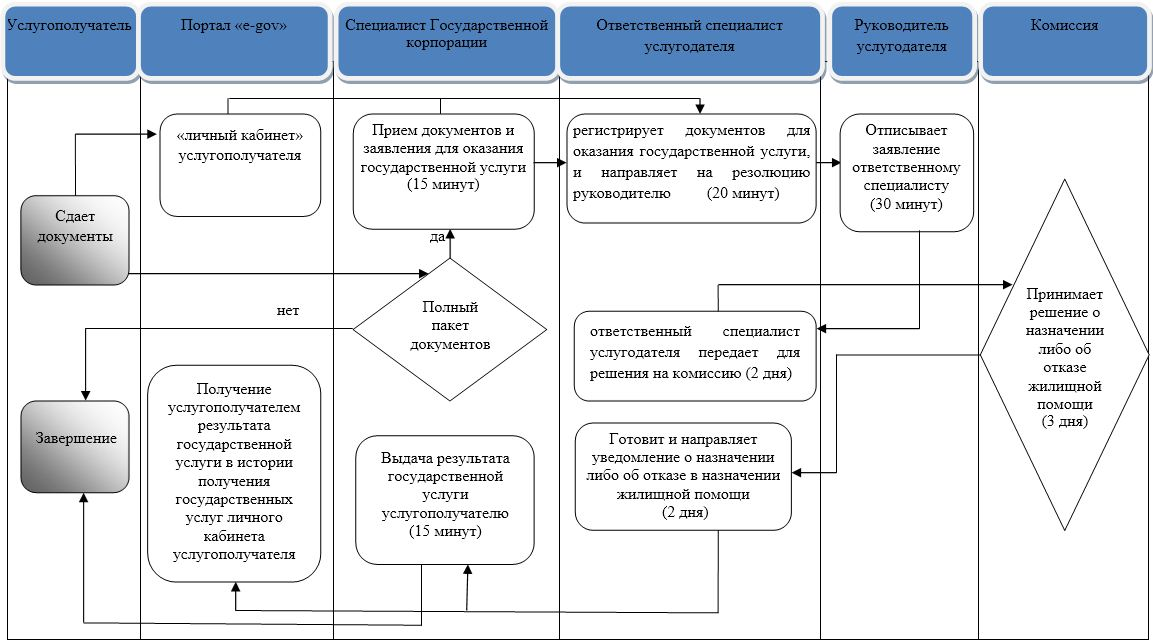 Услугополучатель
Портал «e-gov»
Специалист Государственной
корпорации
Ответственный специалист
услугодателя
Руководитель
услугодателя
Комиссия
«личный кабинет»
услугополучателя
Прием документов и
заявления для оказания
государственной услуги
(15 минут)
регистрирует документов для
оказания государственной услуги,
и направляет на резолюцию
руководителю (20 минут)
Отписывает
заявление
ответственному
специалисту
(30 минут)
Сдает
документы
да
Полный
пакет
документов
нет
ответственный специалист
услугодателя передает для
решения на комиссию (2 дня)
Принимает
решение о
назначении
либо об
отказе
жилищной
помощи
(3 дня)
Завершение
Получение
услугополучателем
результата
государственной
услуги в истории
получения
государственных
услуг личного
кабинета
услугополучателя
Выдача результата
государственной
услуги
услугополучателю
(15 минут)
Готовит и направляет
уведомление о назначении
либо об отказе в назначении
жилищной помощи
(2 дня)